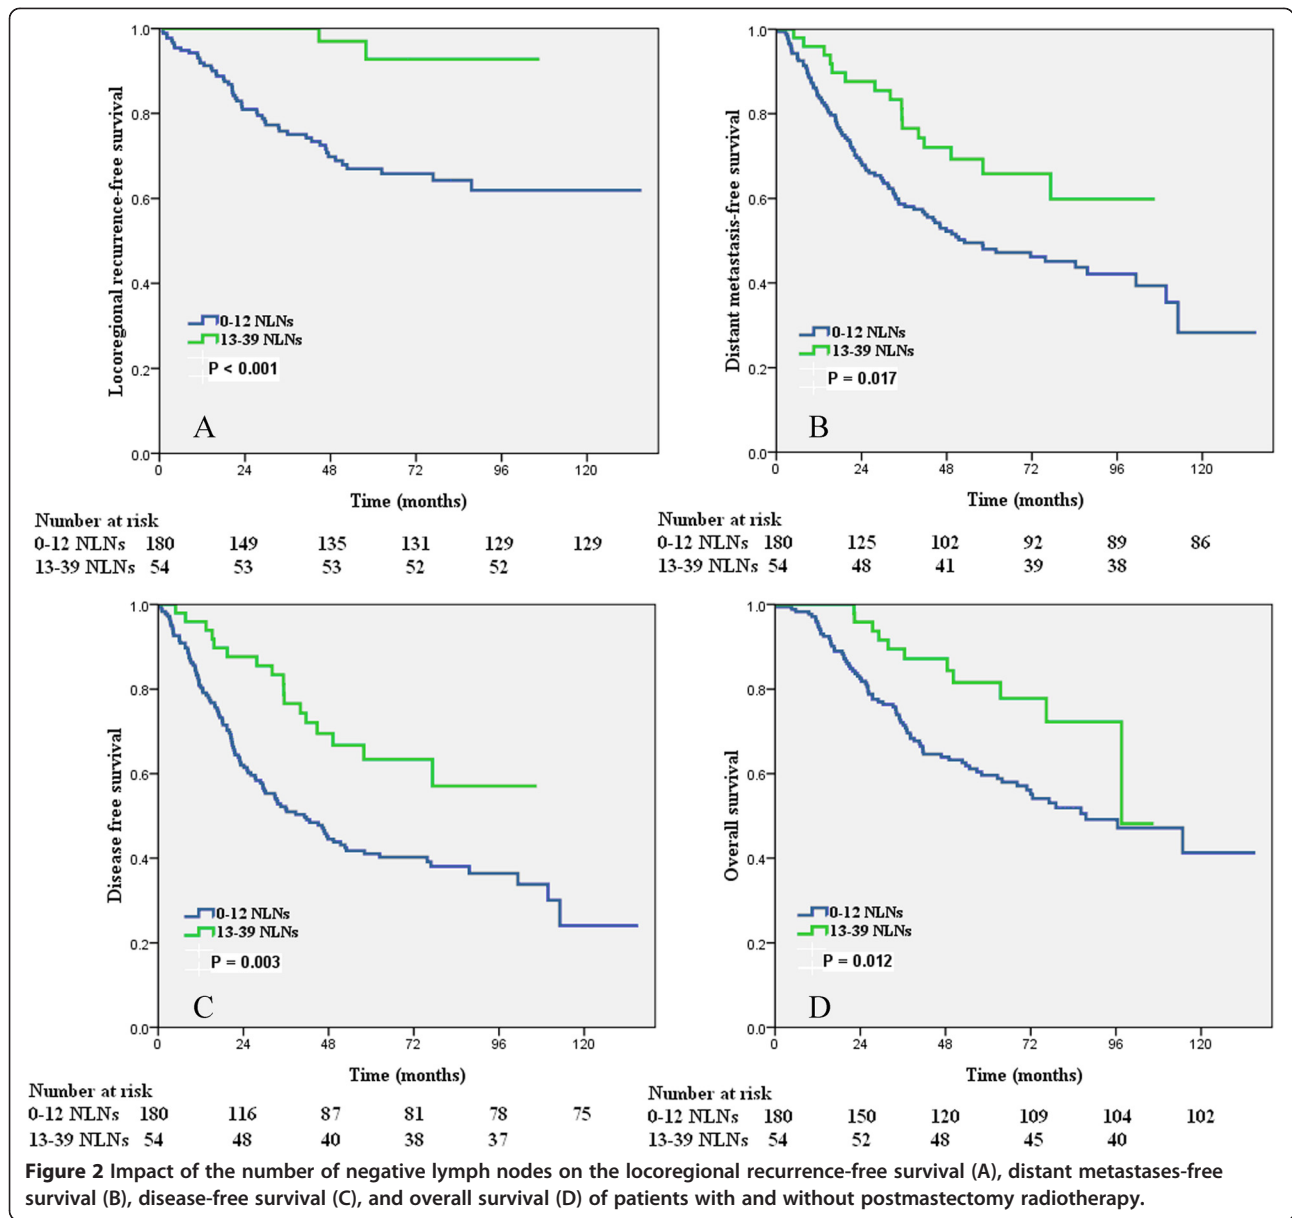 Locoregional recurrence-free survival
1.0
0.8
0.6
0.4
0.2
0.0
0-12 NLNs
13-39 NLNs
P < 0.001
A
0 24 48 72 96 120
Time (months)
Number at risk
0-12 NLNs 180 149 135 131 129 129
13-39 NLNs 54 53 53 52 52
Distant metastasis-free survival
1.0
0.8
0.6
0.4
0.2
0.0
0-12 NLNs
13-39 NLNs
P = 0.017
B
0 24 48 72 96 120
Time (months)
Number at risk
0-12 NLNs 180 125 102 92 89 86
13-39 NLNs 54 48 41 39 38
Disease free survival
1.0
0.8
0.6
0.4
0.2
0.0
0-12 NLNs
13-39 NLNs
P = 0.003
C
0 24 48 72 96 120
Time (months)
Number at risk
0-12 NLNs 180 116 87 81 78 75
13-39 NLNs 54 48 40 38 37
Overall survival
1.0
0.8
0.6
0.4
0.2
0.0
0-12 NLNs
13-39 NLNs
P = 0.012
D
0 24 48 72 96 120
Time (months)
Number at risk
0-12 NLNs 180 150 120 109 104 102
13-39 NLNs 54 52 48 45 40
Figure 2 Impact of the number of negative lymph nodes on the locoregional recurrence-free survival (A), distant metastases-free
survival (B), disease-free survival (C), and overall survival (D) of patients with and without postmastectomy radiotherapy.